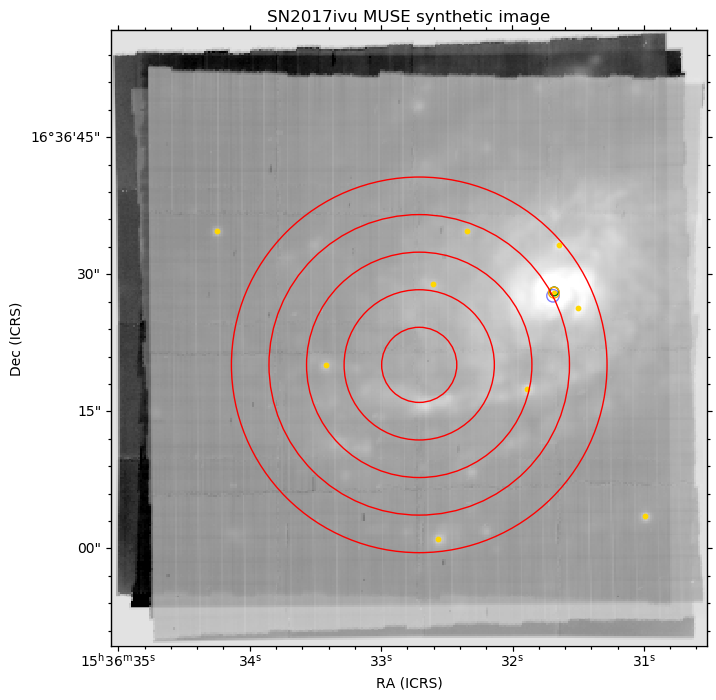 SN2017ivu MUSE synthetic image
16°36'45"
30"
15"
00"
Dec (ICRS)
15ʰ36ᵐ35ˢ 34ˢ 33ˢ 32ˢ 31ˢ
RA (ICRS)